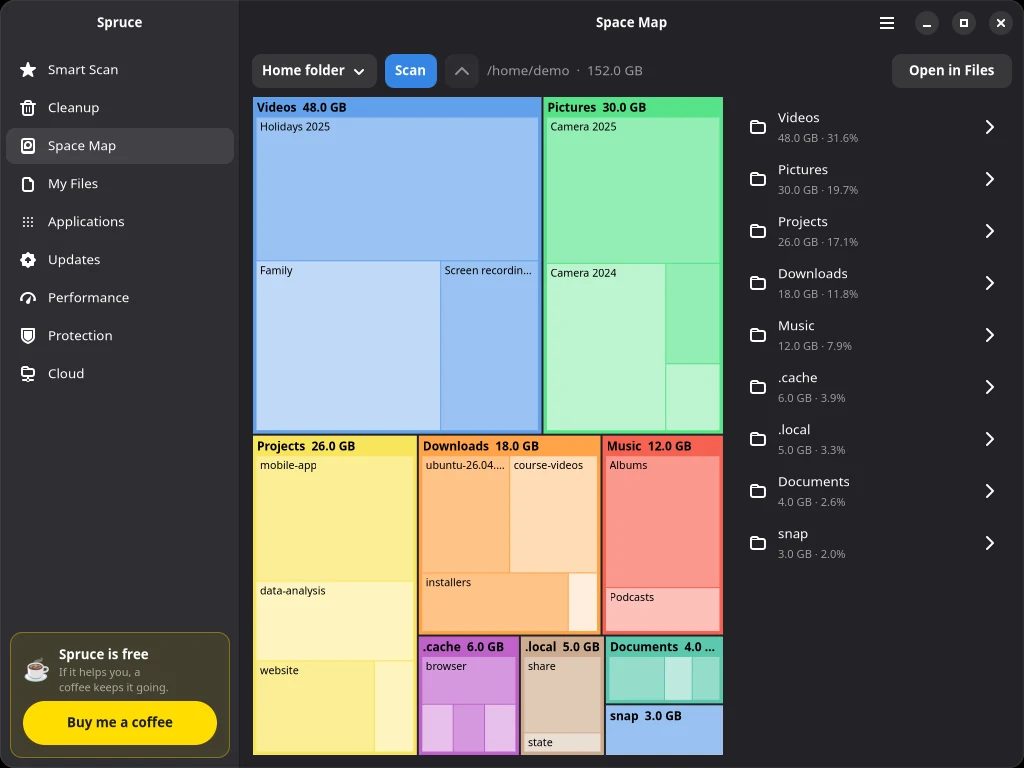 Spruce
Space Map
Smart Scan
Cleanup
Space Map
My Files
Applications
Updates
Performance
Protection
Cloud
Spruce is free
If it helps you, a
coffee keeps it going.
Buy me a coffee
Home folder
Scan
/home/demo · 152.0 GB
Open in Files
Videos 48.0 GB
Holidays 2025
Family
Screen recordin...
Pictures 30.0 GB
Camera 2025
Camera 2024
Projects 26.0 GB
mobile-app
data-analysis
website
Downloads 18.0 GB
ubuntu-26.04....
course-videos
installers
Music 12.0 GB
Albums
Podcasts
.cache 6.0 GB
browser
.local 5.0 GB
share
state
Documents 4.0 ...
snap 3.0 GB
Videos
48.0 GB · 31.6%
Pictures
30.0 GB · 19.7%
Projects
26.0 GB · 17.1%
Downloads
18.0 GB · 11.8%
Music
12.0 GB · 7.9%
.cache
6.0 GB · 3.9%
.local
5.0 GB · 3.3%
Documents
4.0 GB · 2.6%
snap
3.0 GB · 2.0%